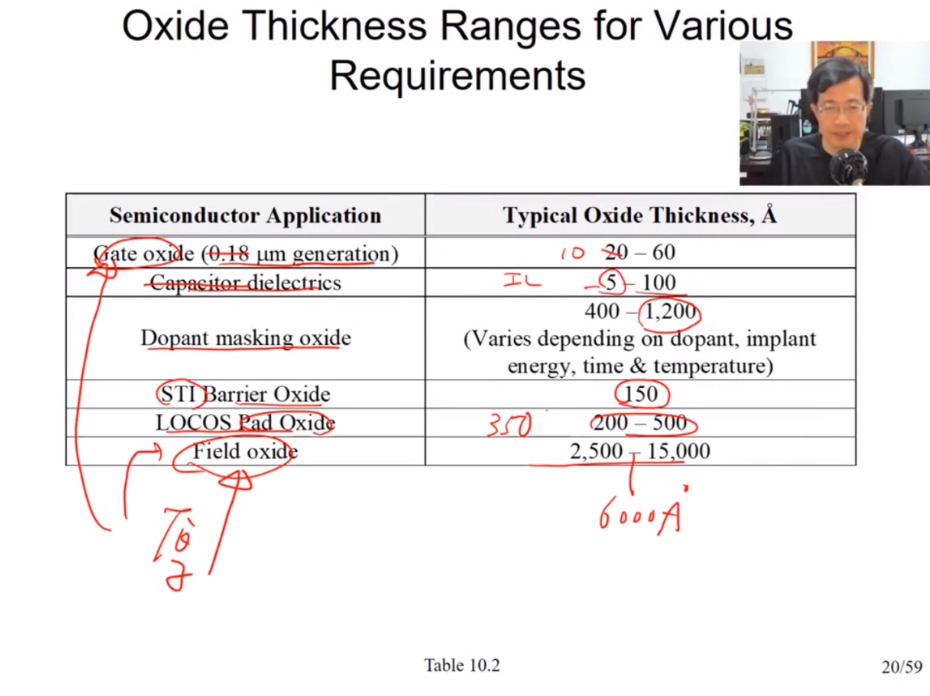 Oxide Thickness Ranges for Various
Requirements
Semiconductor Application Typical Oxide Thickness, Å
Gate oxide (0.18 μm generation) 10 20 – 60
Capacitor dielectrics IL 5 – 100
Dopant masking oxide 400 – 1,200
(Varies depending on dopant, implant
energy, time & temperature)
STI Barrier Oxide 150
LOCOS Pad Oxide 350 200 – 500
Field oxide 2,500 – 15,000
6000Å
Table 10.2 20/59